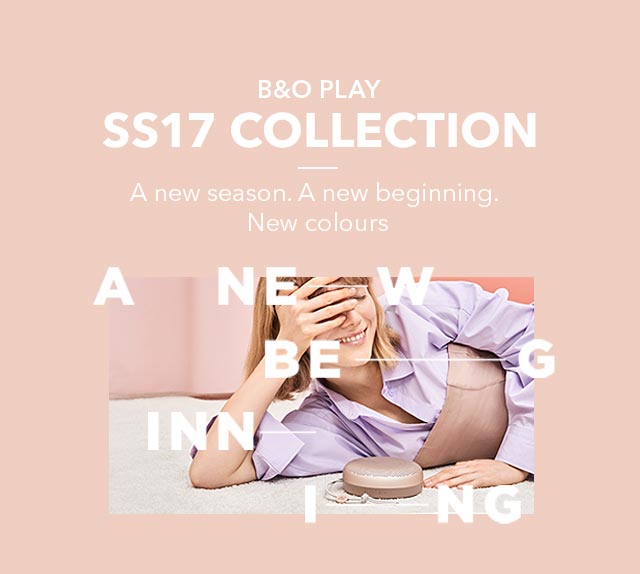 B&O PLAY
SS17 COLLECTION
A new season. A new beginning.
New colours
A NE—W
BE—G
INN—
I—NG